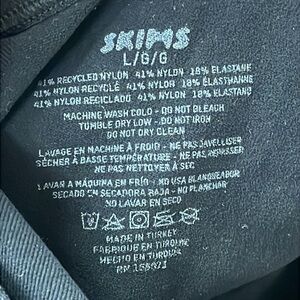 SKIMS
L/G/G
41% RECYCLED NYLON 41% NYLON 18% ELASTANE
41% NYLON RECYCLÉ 41% NYLON 18% ÉLASTHANNE
41% NYLON RECICLADO 41% NYLON 18% ELASTANO
MACHINE WASH COLD - DO NOT BLEACH
TUMBLE DRY LOW - DO NOT IRON
DO NOT DRY CLEAN
LAVAGE EN MACHINE À FROID - NE PAS JAVELLISER
SÉCHER À BASSE TEMPÉRATURE - NE PAS REPASSER
NE PAS NETTOYER À SEC
LAVAR A MÁQUINA EN FRÍO - NO USA BLANQUEADOR
SECADO EN SECADORA BAJA - NO PLANCHAR
NO LAVAR EN SECO
MADE IN TURKEY
FABRIQUÉ EN TURQUIE
HECHO EN TURQUÍA
RN